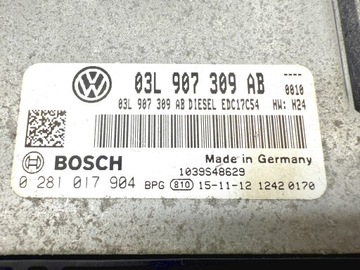 03L 907 309 AB ----
03L 907 309 AB DIESEL EDC17C54 0010
HW: H24
BOSCH Made in Germany
1039S48629
0 281 017 904 BPG 810 15-11-12 1242 0170